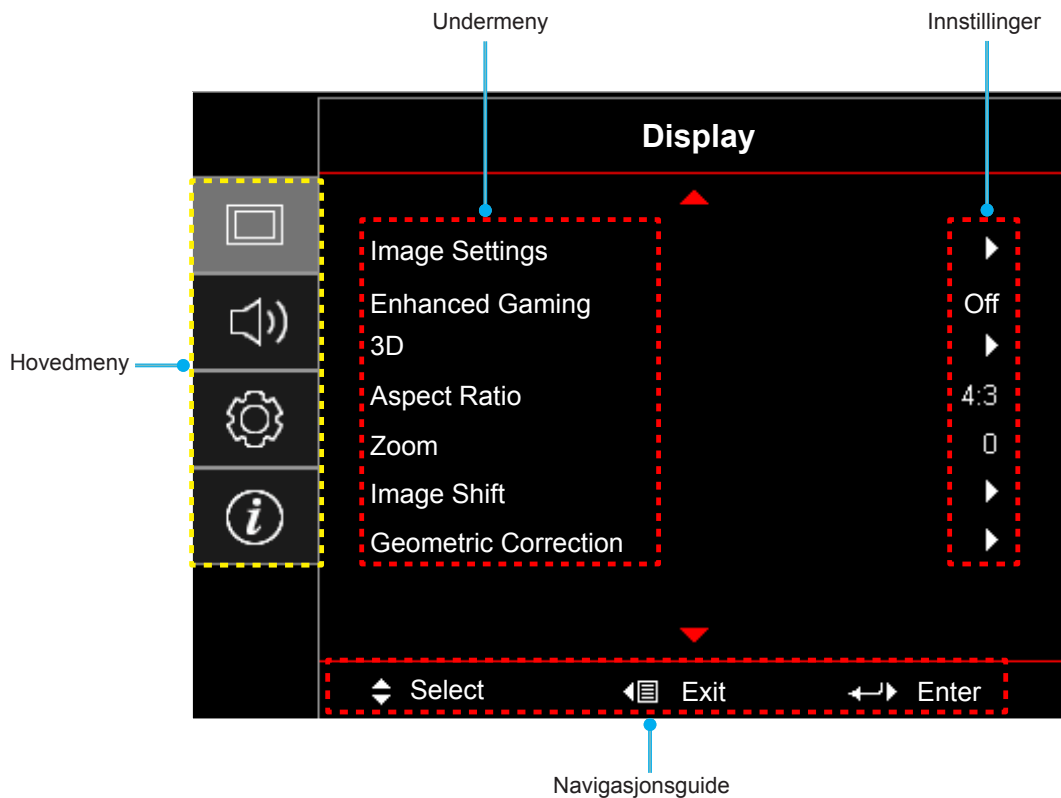 Undermeny
Innstillinger
Display
Image Settings
Enhanced Gaming Off
3D
Hovedmeny
Aspect Ratio 4:3
Zoom 0
Image Shift
Geometric Correction
Select Exit Enter
Navigasjonsguide